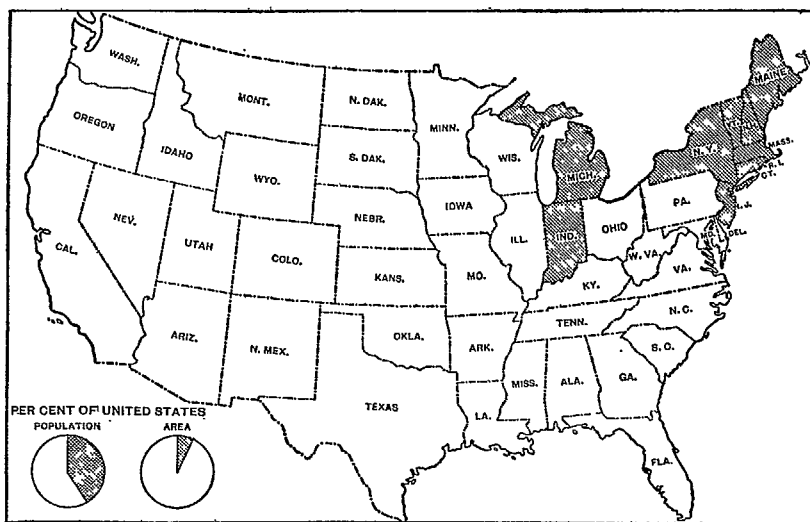 WASH.
MONT.
N. DAK.
MINN.
MAINE
OREGON
IDAHO
S. DAK.
WIS.
MICH.
N. Y.
VT.
N.H.
MASS.
R. I.
CT.
WYO.
IOWA
PA.
N. J.
NEV.
NEBR.
ILL.
IND.
OHIO
MD.
DEL.
CAL.
UTAH
COLO.
KANS.
MO.
W. VA.
VA.
KY.
N. C.
TENN.
ARIZ.
N. MEX.
OKLA.
ARK.
S. C.
MISS.
ALA.
GA.
TEXAS
LA.
FLA.
PER CENT OF UNITED STATES
POPULATION
AREA